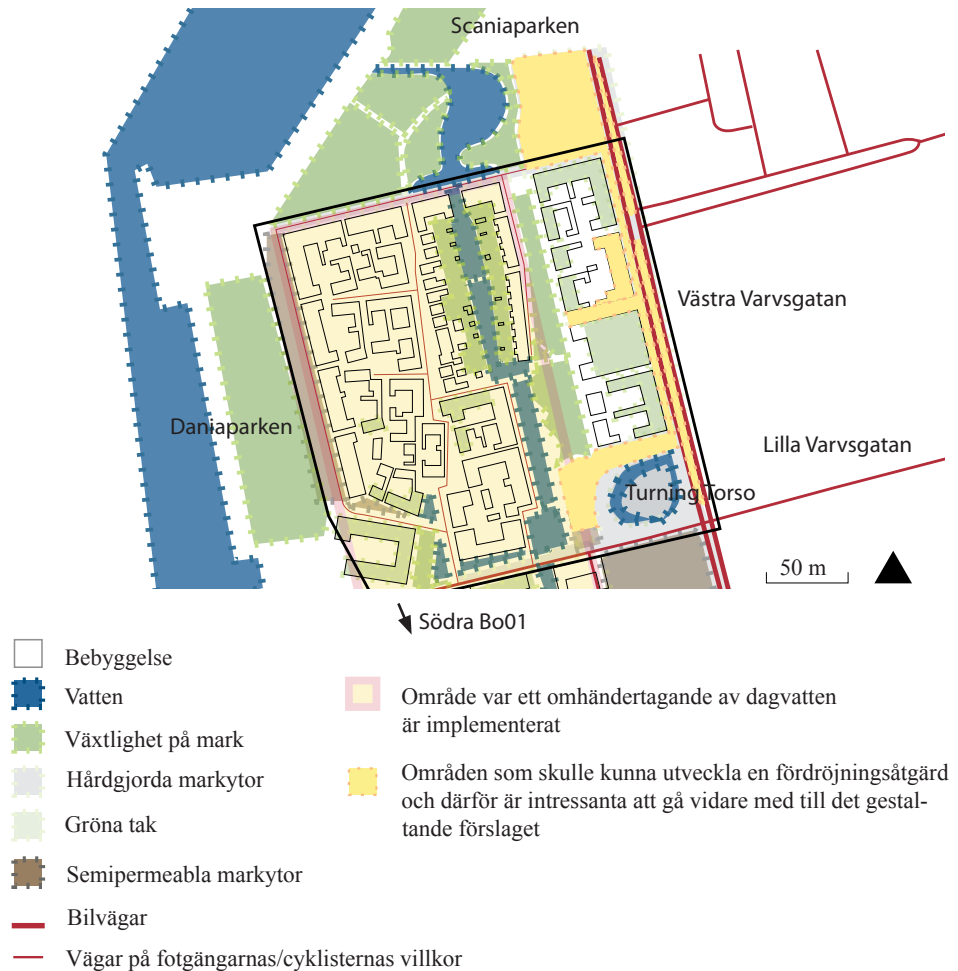 Scaniaparken
Västra Varvsgatan
Daniaparken
Lilla Varvsgatan
Turning Torso
50 m
Södra Bo01
Bebyggelse
Vatten
Växtlighet på mark
Hårdgjorda markytor
Gröna tak
Semipermeabla markytor
Bilvägar
Vägar på fotgängarnas/cyklisternas villkor
Område var ett omhändertagande av dagvatten
är implementerat
Områden som skulle kunna utveckla en fördröjningsåtgärd
och därför är intressanta att gå vidare med till det gestal-
tande förslaget